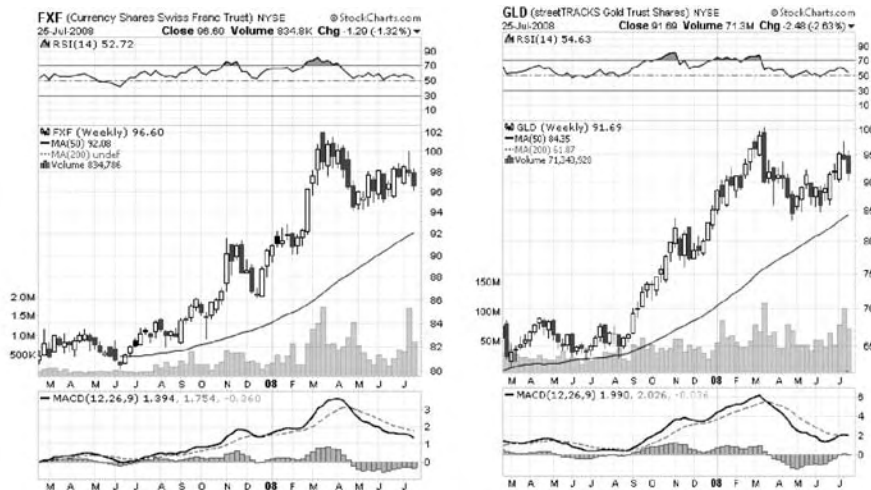 FXF (Currency Shares Swiss Franc Trust) NYSE © StockCharts.com
25-Jul-2008 Close 96.60 Volume 834.8K Chg -1.29 (-1.32%)
RSI(14) 52.72
90
70
50
30
10
FXF (Weekly) 96.60
MA(50) 92.08
MA(200) undef
Volume 834,786
102
100
98
96
94
92
90
88
86
84
82
80
2.0M
1.5M
1.0M
500K
M A M J J A S O N D 08 F M A M J J
MACD(12,26,9) 1.394, 1.754, -0.360
3
2
1
0
M A M J J A S O N D 08 F M A M J J
GLD (streetTRACKS Gold Trust Shares) NYSE © StockCharts.com
25-Jul-2008 Close 91.69 Volume 71.3M Chg -2.48 (-2.63%)
RSI(14) 54.63
90
70
50
30
10
GLD (Weekly) 91.69
MA(50) 84.35
MA(200) 61.87
Volume 71,343,928
100
95
90
85
80
75
70
65
150M
100M
50M
M A M J J A S O N D 08 F M A M J J
MACD(12,26,9) 1.990, 2.026, -0.036
6
4
2
0
M A M J J A S O N D 08 F M A M J J